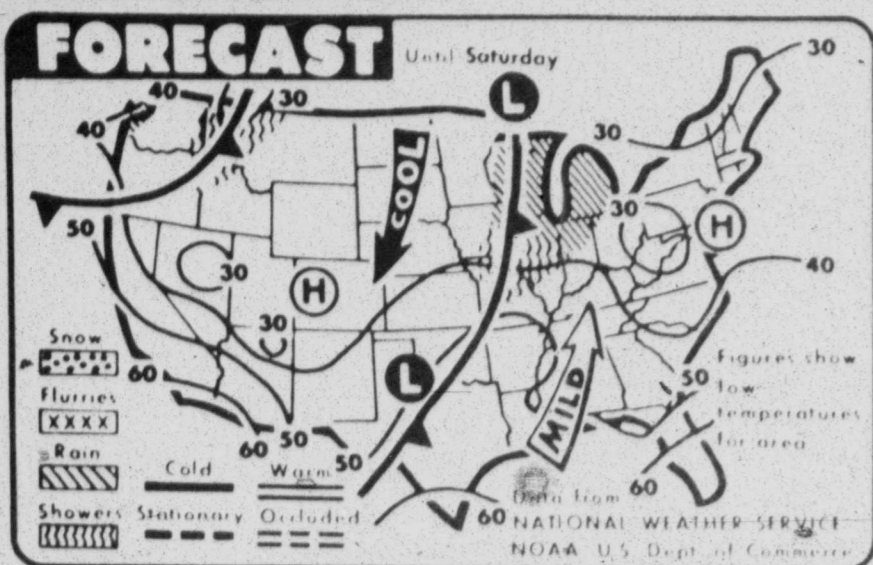 FORECAST
Until Saturday
L
30
40
30
40
30
COOL
50
30
H
30
H
30
40
30
L
MILD
Snow
Flurries
XXXX
Rain
Showers
60
60
50
50
60
50
60
Cold
Warm
Stationary
Occluded
Figures show
low
temperatures
for area
Data from
NATIONAL WEATHER SERVICE
NOAA U.S. Dept. of Commerce